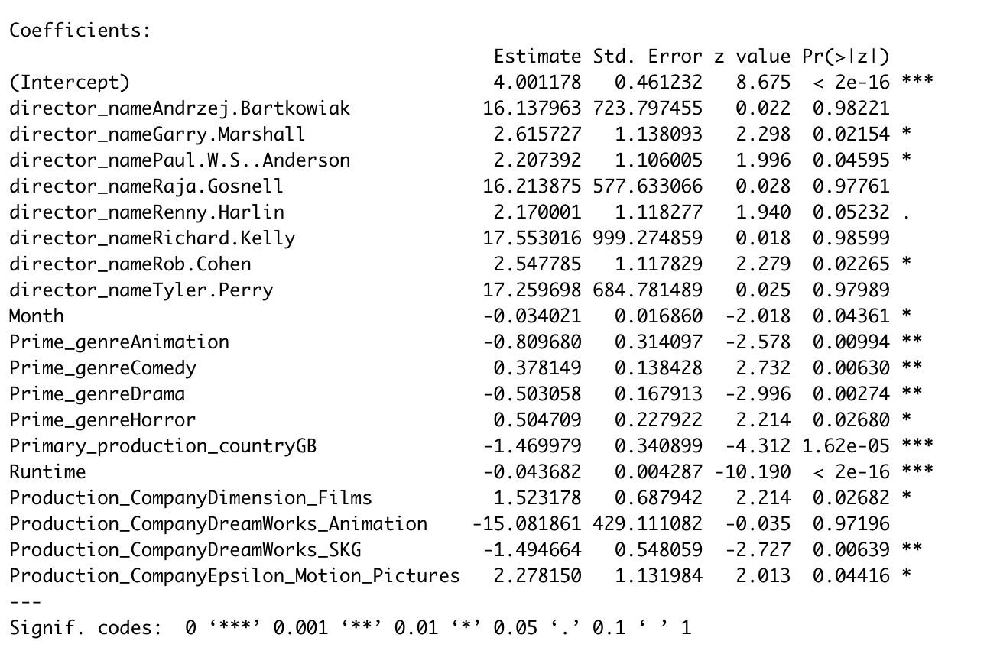 Coefficients:
Estimate Std. Error z value Pr(>|z|)
(Intercept) 4.001178 0.461232 8.675 < 2e-16 ***
director_nameAndrzej.Bartkowiak 16.137963 723.797455 0.022 0.98221
director_nameGarry.Marshall 2.615727 1.138093 2.298 0.02154 *
director_namePaul.W.S..Anderson 2.207392 1.106005 1.996 0.04595 *
director_nameRaja.Gosnell 16.213875 577.633066 0.028 0.97761
director_nameRenny.Harlin 2.170001 1.118277 1.940 0.05232 .
director_nameRichard.Kelly 17.553016 999.274859 0.018 0.98599
director_nameRob.Cohen 2.547785 1.117829 2.279 0.02265 *
director_nameTyler.Perry 17.259698 684.781489 0.025 0.97989
Month -0.034021 0.016860 -2.018 0.04361 *
Prime_genreAnimation -0.809680 0.314097 -2.578 0.00994 **
Prime_genreComedy 0.378149 0.138428 2.732 0.00630 **
Prime_genreDrama -0.503058 0.167913 -2.996 0.00274 **
Prime_genreHorror 0.504709 0.227922 2.214 0.02680 *
Primary_production_countryGB -1.469979 0.340899 -4.312 1.62e-05 ***
Runtime -0.043682 0.004287 -10.190 < 2e-16 ***
Production_CompanyDimension_Films 1.523178 0.687942 2.214 0.02682 *
Production_CompanyDreamWorks_Animation -15.081861 429.111082 -0.035 0.97196
Production_CompanyDreamWorks_SKG -1.494664 0.548059 -2.727 0.00639 **
Production_CompanyEpsilon_Motion_Pictures 2.278150 1.131984 2.013 0.04416 *
---
Signif. codes: 0 ‘***’ 0.001 ‘**’ 0.01 ‘*’ 0.05 ‘.’ 0.1 ‘ ’ 1